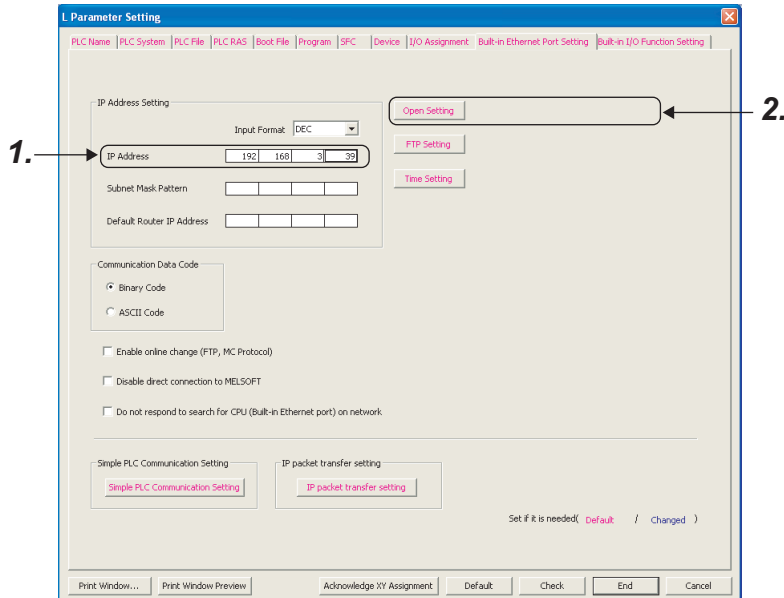 L Parameter Setting
PLC Name PLC System PLC File PLC RAS Boot File Program SFC Device I/O Assignment Built-in Ethernet Port Setting Built-in I/O Function Setting
IP Address Setting
Open Setting
2.
Input Format DEC
FTP Setting
1.
IP Address 192 168 3 39
Time Setting
Subnet Mask Pattern
Default Router IP Address
Communication Data Code
Binary Code
ASCII Code
Enable online change (FTP, MC Protocol)
Disable direct connection to MELSOFT
Do not respond to search for CPU (Built-in Ethernet port) on network
Simple PLC Communication Setting IP packet transfer setting
Simple PLC Communication Setting IP packet transfer setting
Set if it is needed( Default / Changed )
Print Window... Print Window Preview Acknowledge XY Assignment Default Check End Cancel